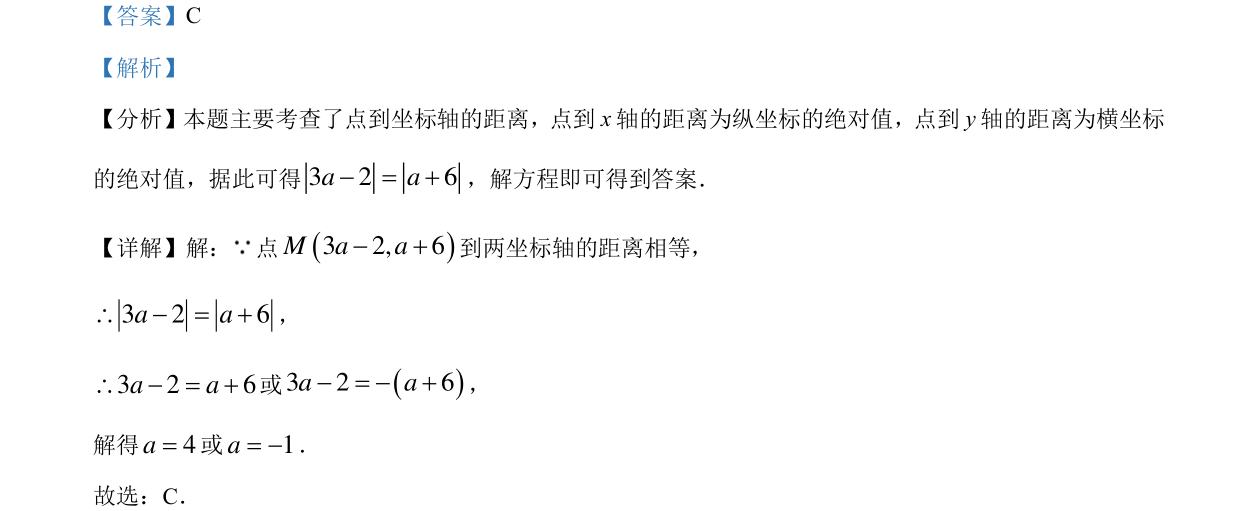 【答案】C
【解析】
【分析】本题主要考查了点到坐标轴的距离，点到 x 轴的距离为纵坐标的绝对值，点到 y 轴的距离为横坐标
的绝对值，据此可得|3a−2|=|a+6|，解方程即可得到答案．
【详解】解：∵点M(3a−2,a+6)到两坐标轴的距离相等，
∴|3a−2|=|a+6|，
∴3a−2=a+6或3a−2=−(a+6)，
解得a=4或a=−1．
故选：C．